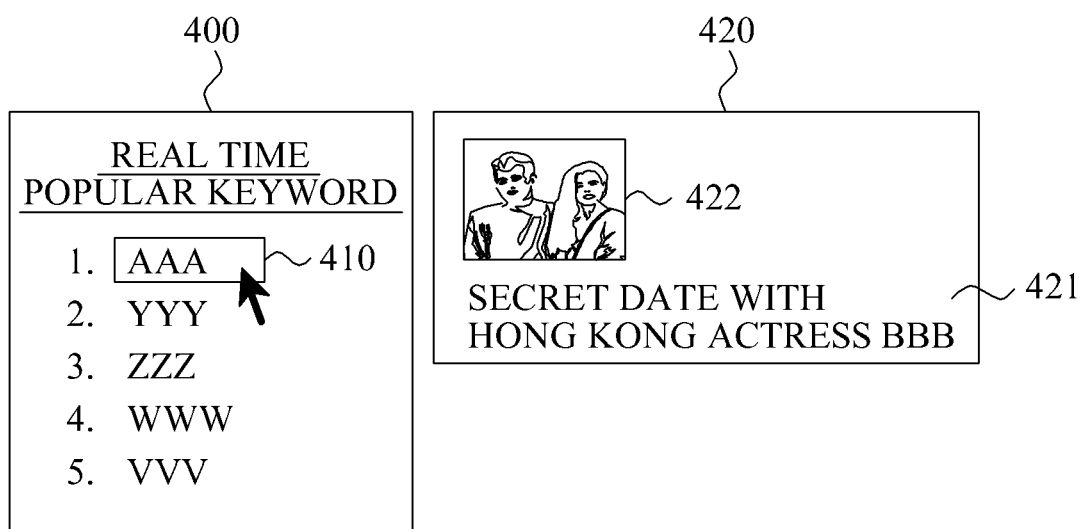 400
420
REAL TIME
POPULAR KEYWORD
1. AAA
410
2. YYY
3. ZZZ
4. WWW
5. VVV
422
SECRET DATE WITH
HONG KONG ACTRESS BBB
421